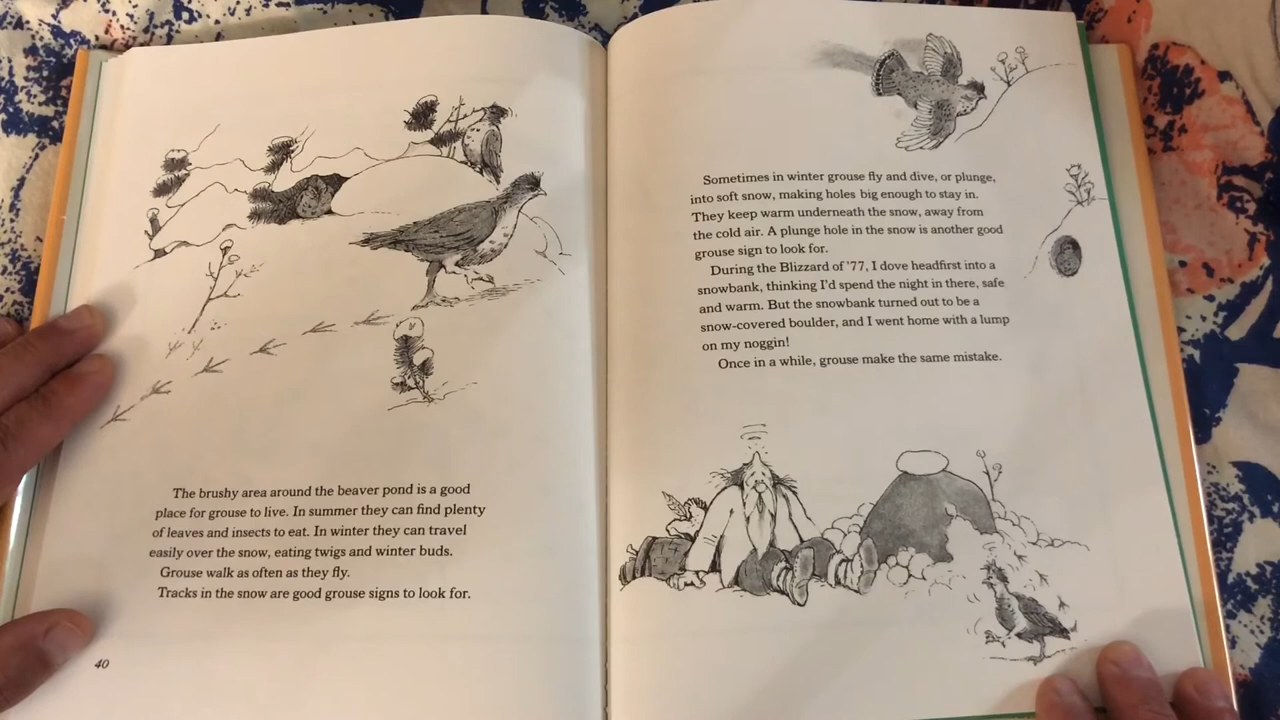 The brushy area around the beaver pond is a good
place for grouse to live. In summer they can find plenty
of leaves and insects to eat. In winter they can travel
easily over the snow, eating twigs and winter buds.
Grouse walk as often as they fly.
Tracks in the snow are good grouse signs to look for.
40
Sometimes in winter grouse fly and dive, or plunge,
into soft snow, making holes big enough to stay in.
They keep warm underneath the snow, away from
the cold air. A plunge hole in the snow is another good
grouse sign to look for.
During the Blizzard of '77, I dove headfirst into a
snowbank, thinking I'd spend the night in there, safe
and warm. But the snowbank turned out to be a
snow-covered boulder, and I went home with a lump
on my noggin!
Once in a while, grouse make the same mistake.